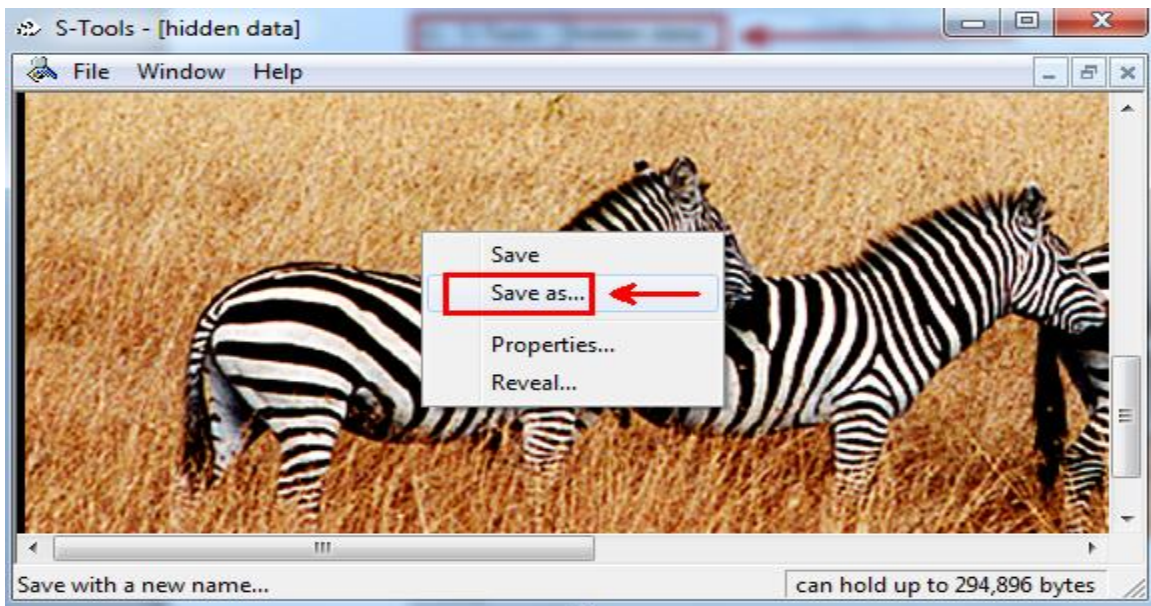 S-Tools - [hidden data]
File Window Help
Save
Save as...
Properties...
Reveal...
Save with a new name...
can hold up to 294,896 bytes